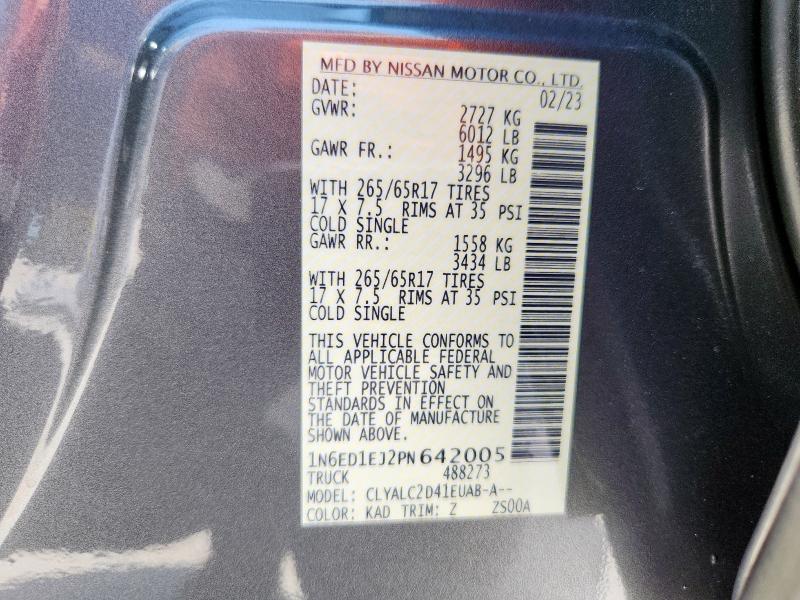 MFD BY NISSAN MOTOR CO., LTD.
DATE: 02/23
GVWR: 2727 KG
6012 LB
GAWR FR.: 1495 KG
3296 LB
WITH 265/65R17 TIRES
17 X 7.5 RIMS AT 35 PSI
COLD SINGLE
GAWR RR.: 1558 KG
3434 LB
WITH 265/65R17 TIRES
17 X 7.5 RIMS AT 35 PSI
COLD SINGLE
THIS VEHICLE CONFORMS TO
ALL APPLICABLE FEDERAL
MOTOR VEHICLE SAFETY AND
THEFT PREVENTION
STANDARDS IN EFFECT ON
THE DATE OF MANUFACTURE
SHOWN ABOVE.
1N6ED1EJ2PN642005
TRUCK 488273
MODEL: CLYALC2D41EUAB-A--
COLOR: KAD TRIM: Z ZS00A